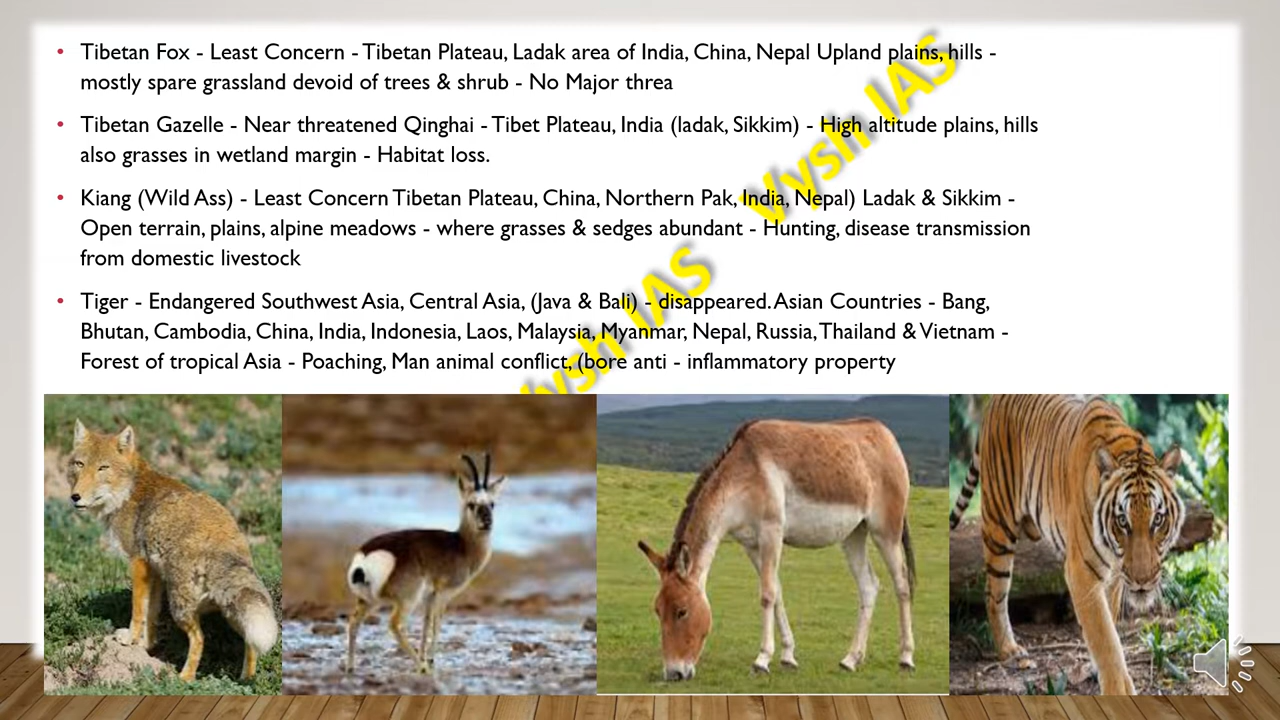 Tibetan Fox - Least Concern - Tibetan Plateau, Ladak area of India, China, Nepal Upland plains, hills -
mostly spare grassland devoid of trees & shrub - No Major threa
Tibetan Gazelle - Near threatened Qinghai - Tibet Plateau, India (ladak, Sikkim) - High altitude plains, hills
also grasses in wetland margin - Habitat loss.
Kiang (Wild Ass) - Least Concern Tibetan Plateau, China, Northern Pak, India, Nepal) Ladak & Sikkim -
Open terrain, plains, alpine meadows - where grasses & sedges abundant - Hunting, disease transmission
from domestic livestock
Tiger - Endangered Southwest Asia, Central Asia, (Java & Bali) - disappeared. Asian Countries - Bang,
Bhutan, Cambodia, China, India, Indonesia, Laos, Malaysia, Myanmar, Nepal, Russia, Thailand & Vietnam -
Forest of tropical Asia - Poaching, Man animal conflict, (bore anti - inflammatory property
Vysh IAS
Vysh IAS